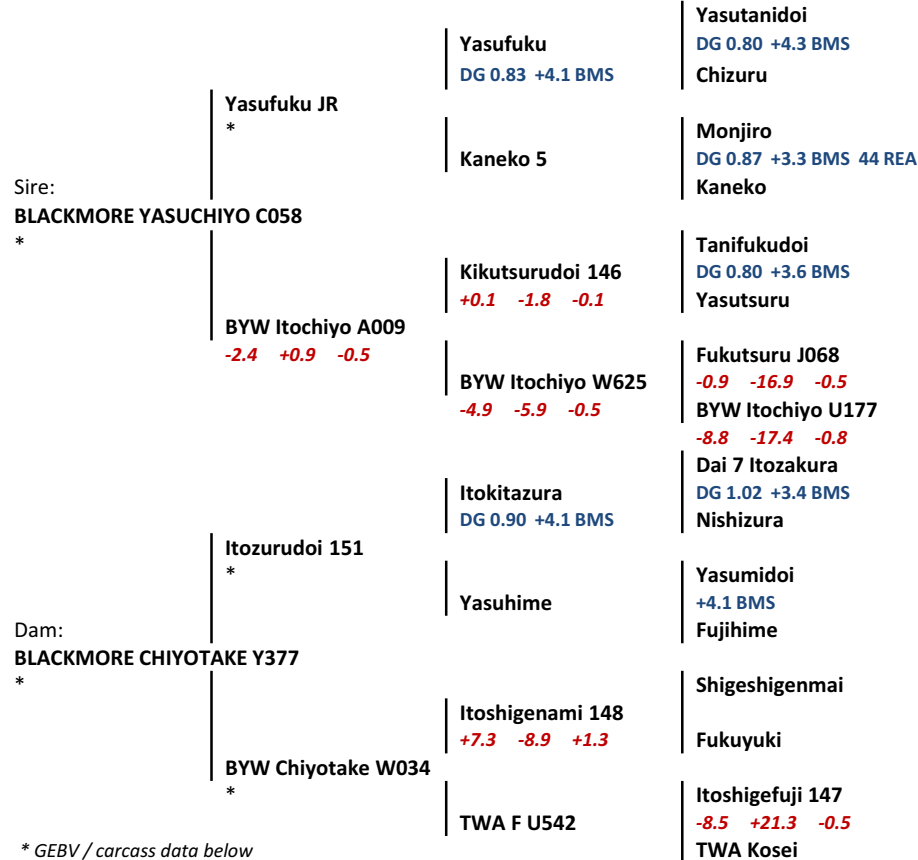 Yasutanidoi
Yasufuku
DG 0.80 +4.3 BMS
DG 0.83 +4.1 BMS
Chizuru
Yasufuku JR
*
Monjiro
Kaneko 5
DG 0.87 +3.3 BMS 44 REA
Sire:
Kaneko
BLACKMORE YASUCHIYO C058
*
Tanifukudoi
Kikutsurudoi 146
DG 0.80 +3.6 BMS
+0.1 -1.8 -0.1
Yasutsuru
BYW Itochiyo A009
-2.4 +0.9 -0.5
Fukutsuru J068
BYW Itochiyo W625
-0.9 -16.9 -0.5
-4.9 -5.9 -0.5
BYW Itochiyo U177
-8.8 -17.4 -0.8
Dai 7 Itozakura
Itokitazura
DG 1.02 +3.4 BMS
DG 0.90 +4.1 BMS
Nishizura
Itozurudoi 151
*
Yasumidoi
Yasuhime
+4.1 BMS
Dam:
Fujihime
BLACKMORE CHIYOTAKE Y377
*
Shigeshigenmai
Itoshigenami 148
+7.3 -8.9 +1.3
Fukuyuki
BYW Chiyotake W034
*
Itoshigefuji 147
TWA F U542
-8.5 +21.3 -0.5
* GEBV / carcass data below
TWA Kosei